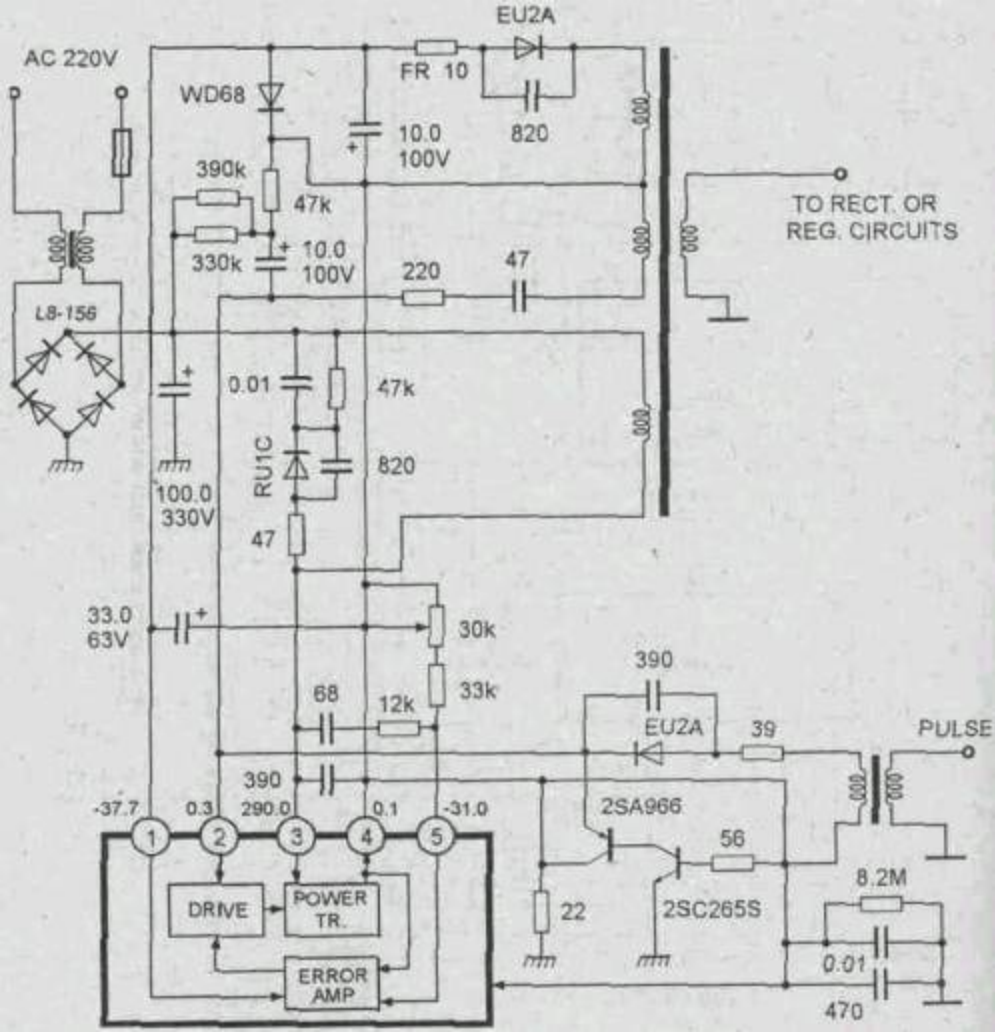 EU2A
AC 220V
FR 10
WD68
820
10.0
100V
390k
47k
TO RECT. OR
REG. CIRCUITS
330k
10.0
100V
220
47
L8-156
0.01
47k
RU1C
820
100.0
330V
47
33.0
63V
+
30k
390
68
33k
12k
EU2A
39
PULSE
390
-37.7
0.3
290.0
0.1
-31.0
2SA966
1
2
3
4
5
56
8.2M
DRIVE
POWER
TR.
22
2SC265S
0.01
ERROR
AMP
470